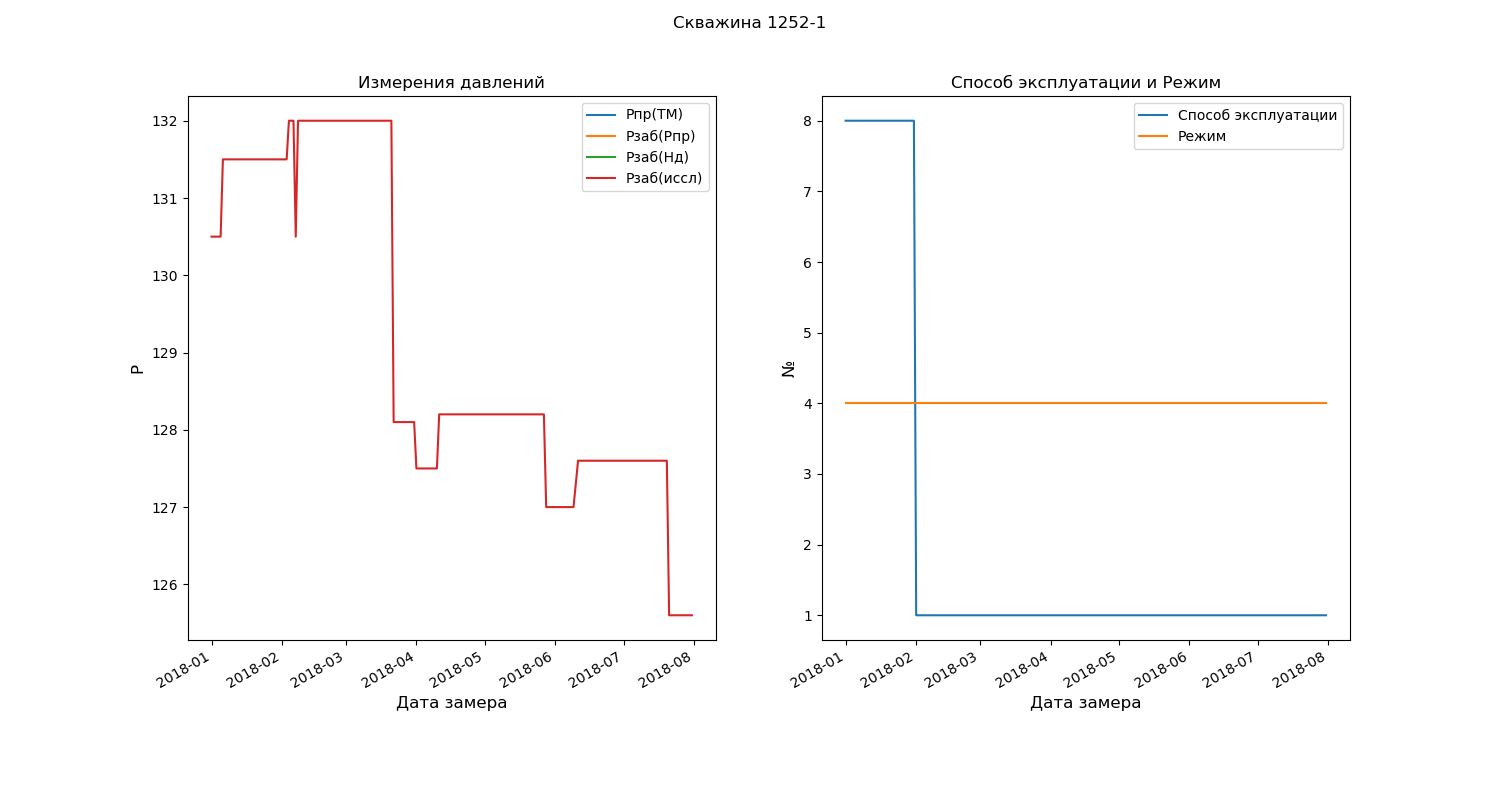 Скважина 1252-1
Измерения давлений
Рпр(ТМ)
Рзаб(Рпр)
Рзаб(Нд)
Рзаб(иссл)
132
131
130
129
128
127
126
Р
2018-01
2018-02
2018-03
2018-04
2018-05
2018-06
2018-07
2018-08
Дата замера
Способ эксплуатации и Режим
Способ эксплуатации
Режим
8
7
6
5
4
3
2
1
№
2018-01
2018-02
2018-03
2018-04
2018-05
2018-06
2018-07
2018-08
Дата замера